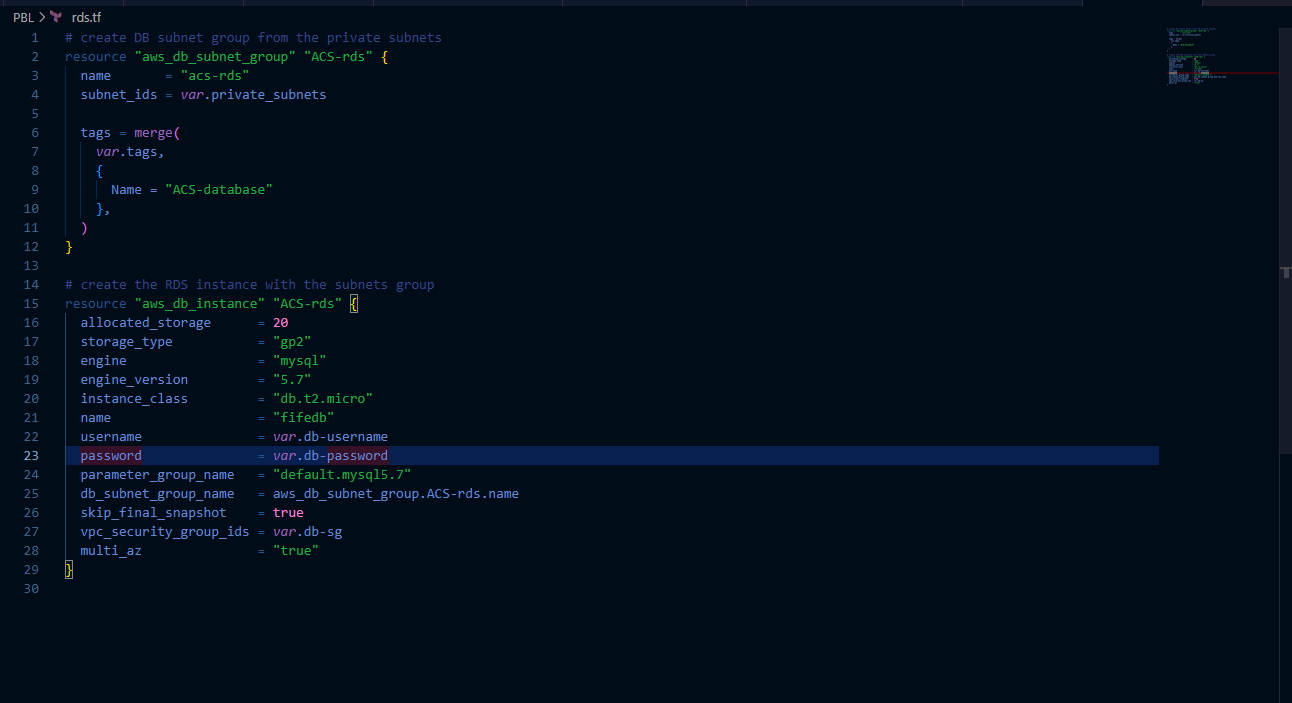 PBL > rds.tf
1 # create DB subnet group from the private subnets
2 resource "aws_db_subnet_group" "ACS-rds" {
3   name       = "acs-rds"
4   subnet_ids = var.private_subnets
5
6   tags = merge(
7     var.tags,
8     {
9       Name = "ACS-database"
10     },
11   )
12 }
13
14 # create the RDS instance with the subnets group
15 resource "aws_db_instance" "ACS-rds" {
16   allocated_storage      = 20
17   storage_type           = "gp2"
18   engine                 = "mysql"
19   engine_version         = "5.7"
20   instance_class         = "db.t2.micro"
21   name                   = "fifedb"
22   username               = var.db-username
23   password               = var.db-password
24   parameter_group_name   = "default.mysql5.7"
25   db_subnet_group_name   = aws_db_subnet_group.ACS-rds.name
26   skip_final_snapshot    = true
27   vpc_security_group_ids = var.db-sg
28   multi_az               = "true"
29 }
30